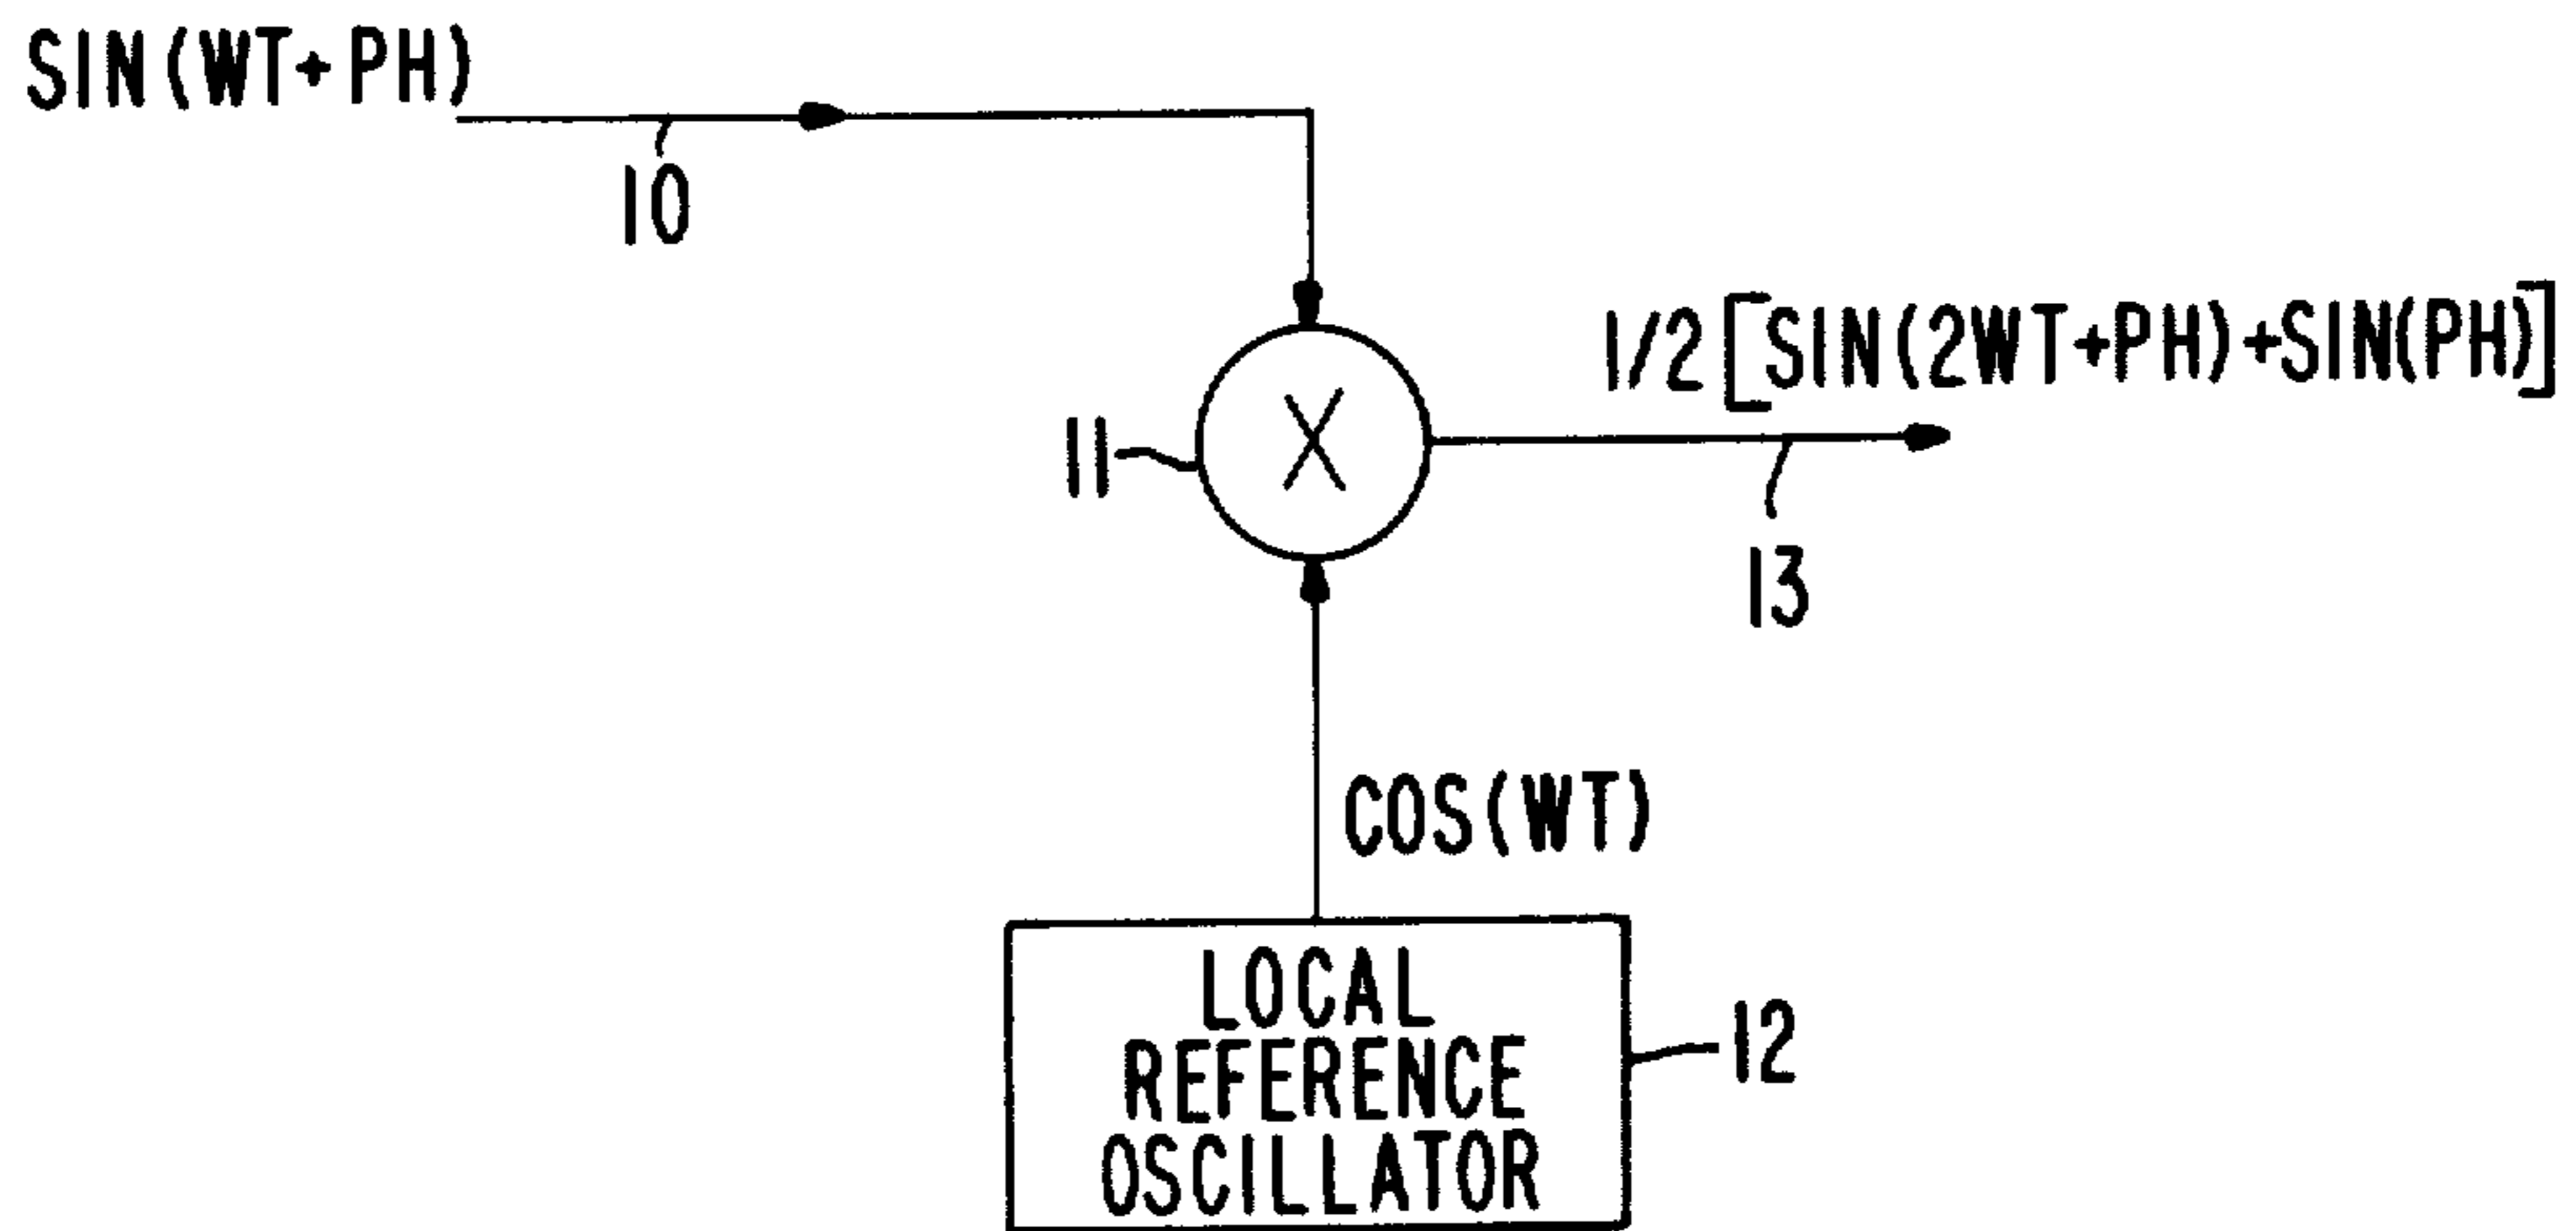 SIN(WT+PH)
10
1/2[SIN(2WT+PH)+SIN(PH)]
X
11
13
COS(WT)
LOCAL
REFERENCE
OSCILLATOR
12